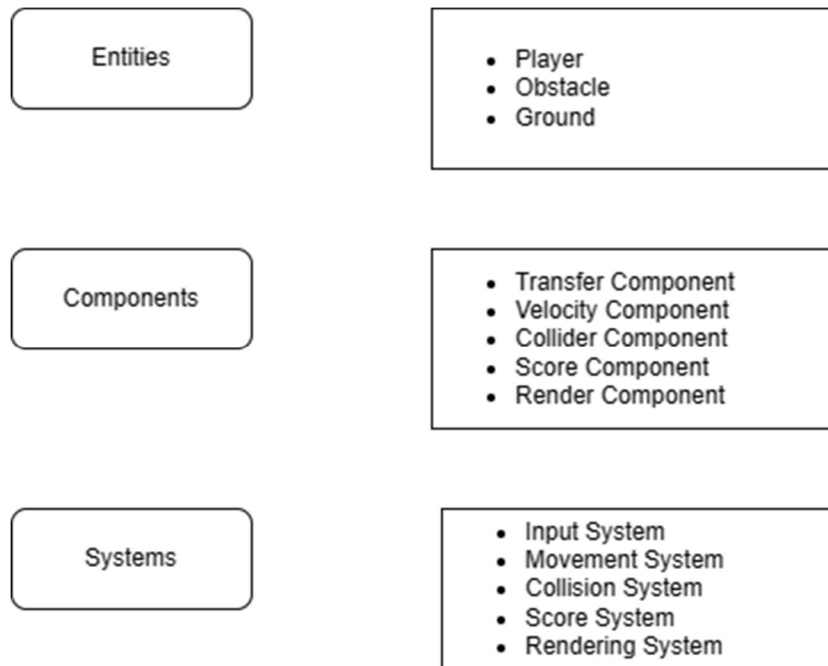 Entities
• Player
• Obstacle
• Ground
Components
• Transfer Component
• Velocity Component
• Collider Component
• Score Component
• Render Component
Systems
• Input System
• Movement System
• Collision System
• Score System
• Rendering System